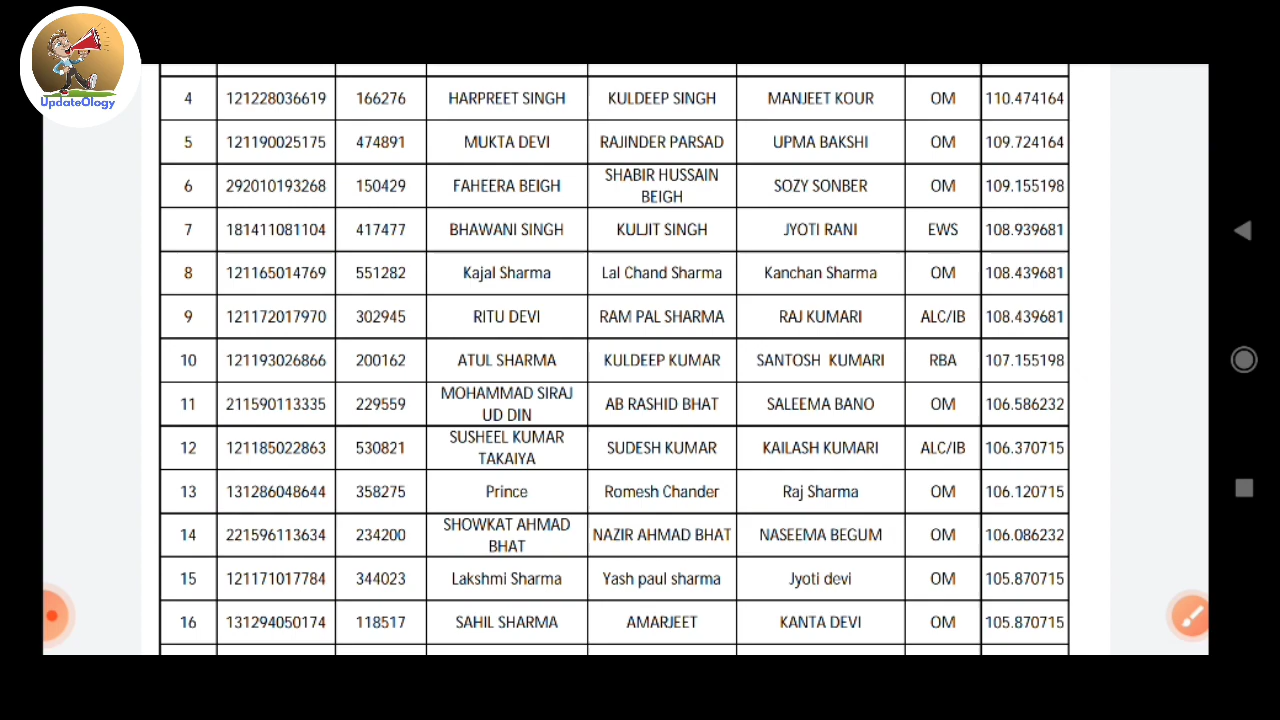 UpdateOlogy
4 121228036619 166276 HARPREET SINGH KULDEEP SINGH MANJEET KOUR OM 110.474164
5 121190025175 474891 MUKTA DEVI RAJINDER PARSAD UPMA BAKSHI OM 109.724164
6 292010193268 150429 FAHEERA BEIGH SHABIR HUSSAIN BEIGH SOZY SONBER OM 109.155198
7 181411081104 417477 BHAWANI SINGH KULJIT SINGH JYOTI RANI EWS 108.939681
8 121165014769 551282 Kajal Sharma Lal Chand Sharma Kanchan Sharma OM 108.439681
9 121172017970 302945 RITU DEVI RAM PAL SHARMA RAJ KUMARI ALC/IB 108.439681
10 121193026866 200162 ATUL SHARMA KULDEEP KUMAR SANTOSH KUMARI RBA 107.155198
11 211590113335 229559 MOHAMMAD SIRAJ UD DIN AB RASHID BHAT SALEEMA BANO OM 106.586232
12 121185022863 530821 SUSHEEL KUMAR TAKAIYA SUDESH KUMAR KAILASH KUMARI ALC/IB 106.370715
13 131286048644 358275 Prince Romesh Chander Raj Sharma OM 106.120715
14 221596113634 234200 SHOWKAT AHMAD BHAT NAZIR AHMAD BHAT NASEEMA BEGUM OM 106.086232
15 121171017784 344023 Lakshmi Sharma Yash paul sharma Jyoti devi OM 105.870715
16 131294050174 118517 SAHIL SHARMA AMARJEET KANTA DEVI OM 105.870715